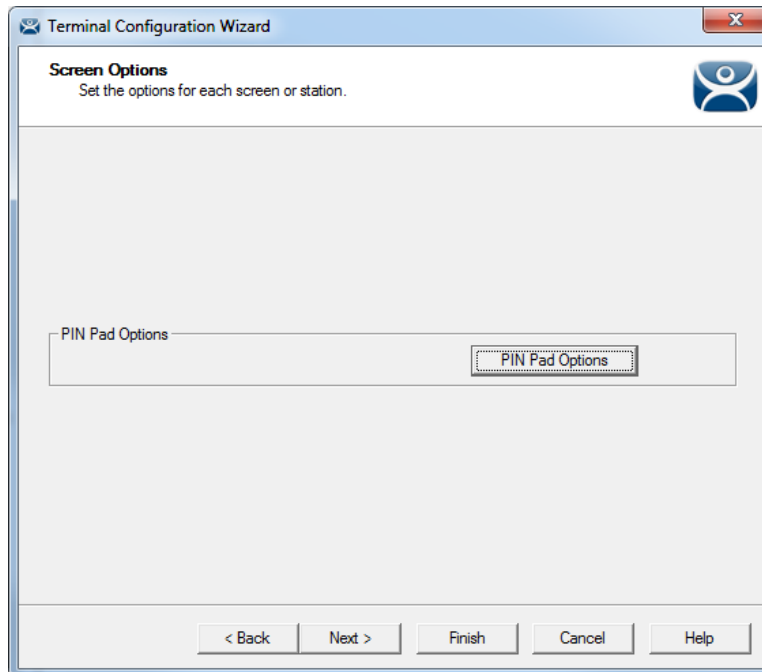 Terminal Configuration Wizard
Screen Options
Set the options for each screen or station.
PIN Pad Options
PIN Pad Options
< Back Next > Finish Cancel Help